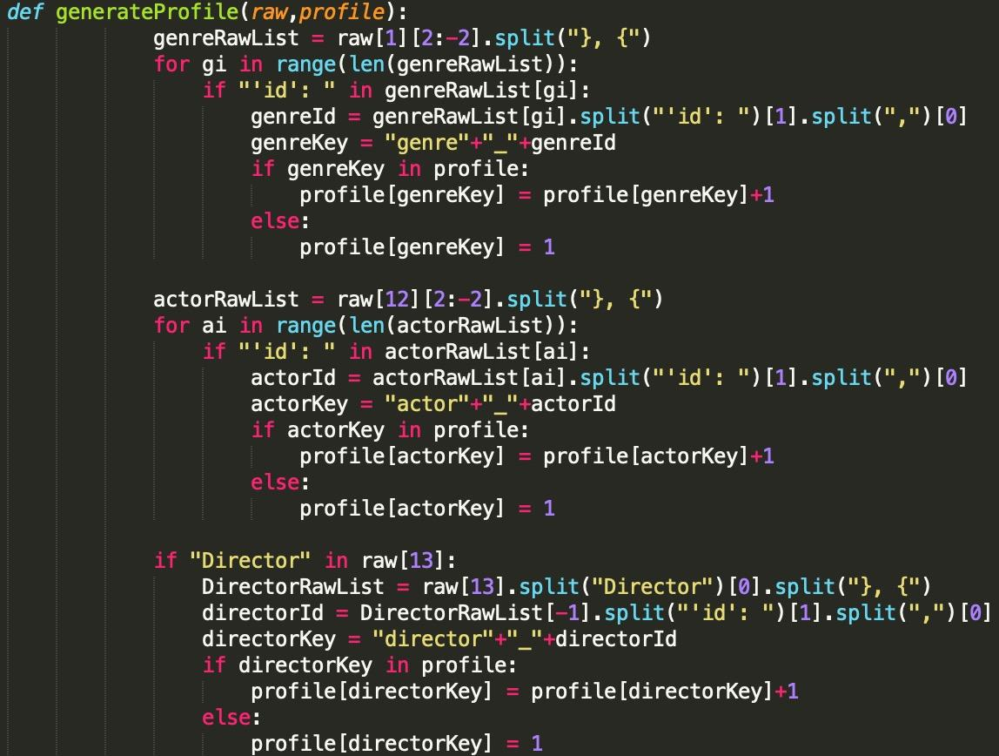 def generateProfile(raw,profile):
            genreRawList = raw[1][2:-2].split("}, {")
            for gi in range(len(genreRawList)):
                if "'id': " in genreRawList[gi]:
                    genreId = genreRawList[gi].split("'id': ")[1].split(",")[0]
                    genreKey = "genre"+"_"+genreId
                    if genreKey in profile:
                        profile[genreKey] = profile[genreKey]+1
                    else:
                        profile[genreKey] = 1

            actorRawList = raw[12][2:-2].split("}, {")
            for ai in range(len(actorRawList)):
                if "'id': " in actorRawList[ai]:
                    actorId = actorRawList[ai].split("'id': ")[1].split(",")[0]
                    actorKey = "actor"+"_"+actorId
                    if actorKey in profile:
                        profile[actorKey] = profile[actorKey]+1
                    else:
                        profile[actorKey] = 1

            if "Director" in raw[13]:
                DirectorRawList = raw[13].split("Director")[0].split("}, {")
                directorId = DirectorRawList[-1].split("'id': ")[1].split(",")[0]
                directorKey = "director"+"_"+directorId
                if directorKey in profile:
                    profile[directorKey] = profile[directorKey]+1
                else:
                    profile[directorKey] = 1